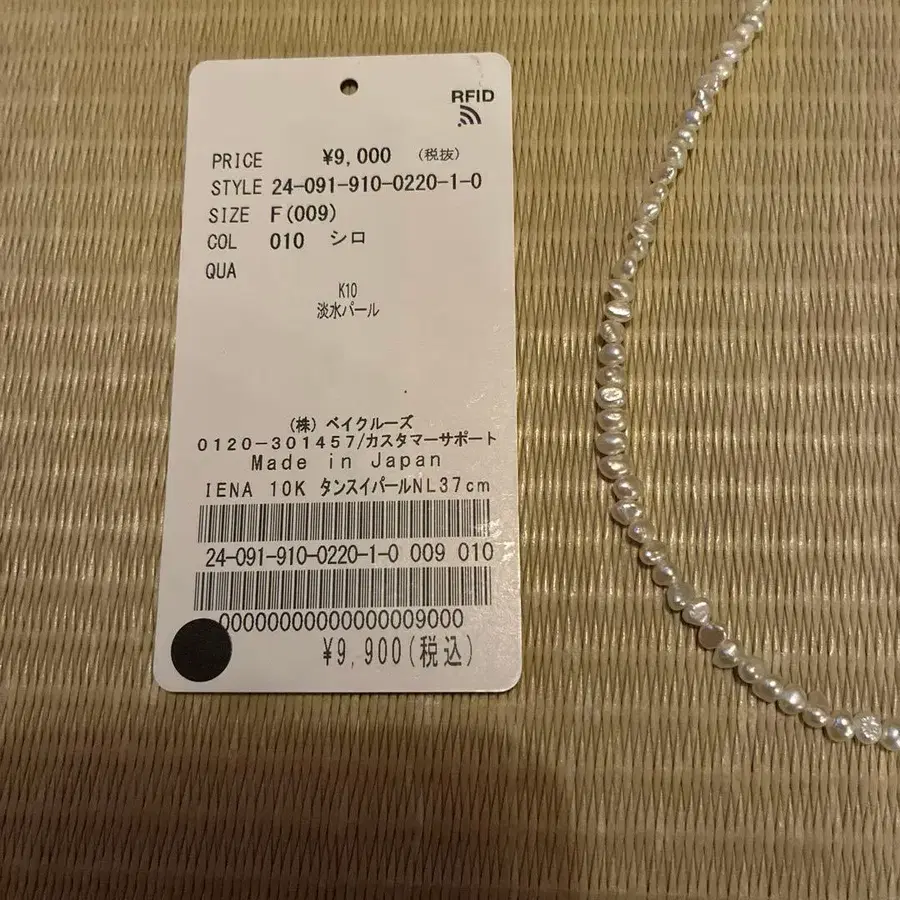 RFID
PRICE ¥9,000 (税抜)
STYLE 24-091-910-0220-1-0
SIZE F(009)
COL 010 シロ
QUA
K10
淡水パール
(株) ベイクルーズ
0120-301457/カスタマーサポート
Made in Japan
IENA 10K タンスイパールNL37cm
24-091-910-0220-1-0 009 010
00000000000000009000
¥9,900(税込)